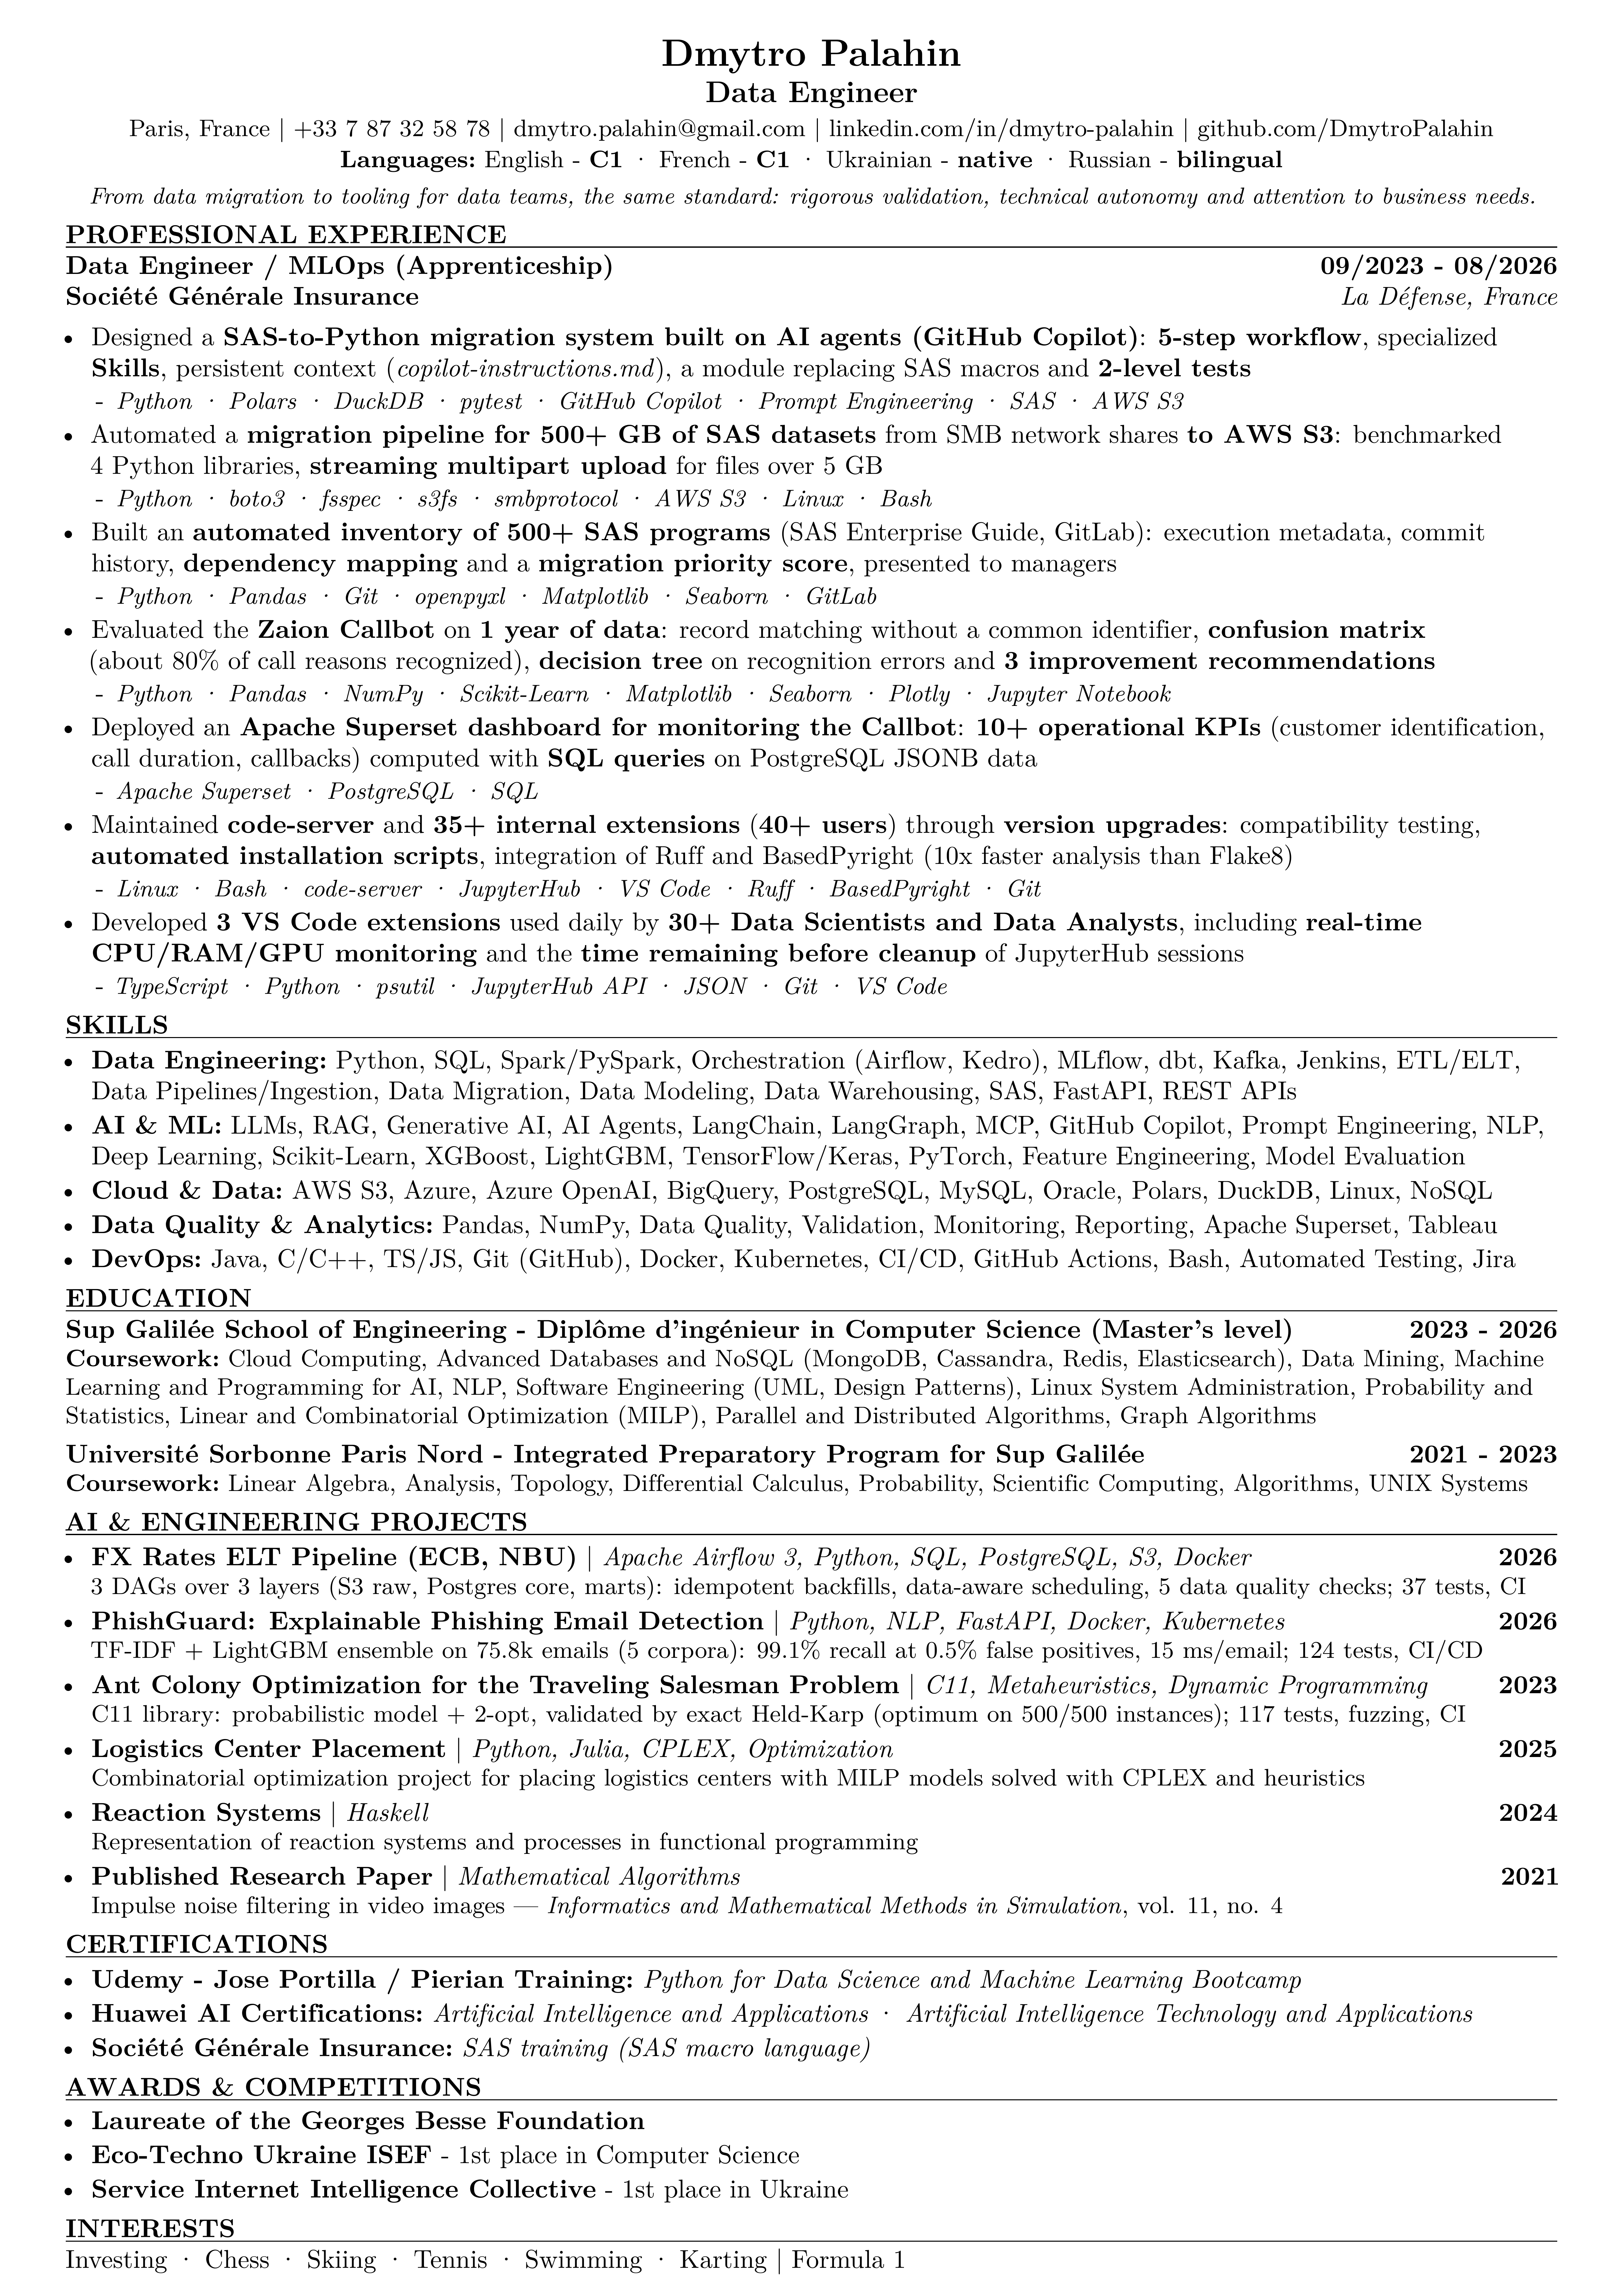 Dmytro Palahin
Data Engineer
Paris, France | +33 7 87 32 58 78 | dmytro.palahin@gmail.com | linkedin.com/in/dmytro-palahin | github.com/DmytroPalahin
Languages: English - C1 · French - C1 · Ukrainian - native · Russian - bilingual
From data migration to tooling for data teams, the same standard: rigorous validation, technical autonomy and attention to business needs.
PROFESSIONAL EXPERIENCE
Data Engineer / MLOps (Apprenticeship) 09/2023 - 08/2026
Société Générale Insurance La Défense, France
• Designed a SAS-to-Python migration system built on AI agents (GitHub Copilot): 5-step workflow, specialized
Skills, persistent context (copilot-instructions.md), a module replacing SAS macros and 2-level tests
- Python · Polars · DuckDB · pytest · GitHub Copilot · Prompt Engineering · SAS · AWS S3
• Automated a migration pipeline for 500+ GB of SAS datasets from SMB network shares to AWS S3: benchmarked
4 Python libraries, streaming multipart upload for files over 5 GB
- Python · boto3 · fsspec · s3fs · smbprotocol · AWS S3 · Linux · Bash
• Built an automated inventory of 500+ SAS programs (SAS Enterprise Guide, GitLab): execution metadata, commit
history, dependency mapping and a migration priority score, presented to managers
- Python · Pandas · Git · openpyxl · Matplotlib · Seaborn · GitLab
• Evaluated the Zaion Callbot on 1 year of data: record matching without a common identifier, confusion matrix
(about 80% of call reasons recognized), decision tree on recognition errors and 3 improvement recommendations
- Python · Pandas · NumPy · Scikit-Learn · Matplotlib · Seaborn · Plotly · Jupyter Notebook
• Deployed an Apache Superset dashboard for monitoring the Callbot: 10+ operational KPIs (customer identification,
call duration, callbacks) computed with SQL queries on PostgreSQL JSONB data
- Apache Superset · PostgreSQL · SQL
• Maintained code-server and 35+ internal extensions (40+ users) through version upgrades: compatibility testing,
automated installation scripts, integration of Ruff and BasedPyright (10x faster analysis than Flake8)
- Linux · Bash · code-server · JupyterHub · VS Code · Ruff · BasedPyright · Git
• Developed 3 VS Code extensions used daily by 30+ Data Scientists and Data Analysts, including real-time
CPU/RAM/GPU monitoring and the time remaining before cleanup of JupyterHub sessions
- TypeScript · Python · psutil · JupyterHub API · JSON · Git · VS Code
SKILLS
• Data Engineering: Python, SQL, Spark/PySpark, Orchestration (Airflow, Kedro), MLflow, dbt, Kafka, Jenkins, ETL/ELT,
Data Pipelines/Ingestion, Data Migration, Data Modeling, Data Warehousing, SAS, FastAPI, REST APIs
• AI & ML: LLMs, RAG, Generative AI, AI Agents, LangChain, LangGraph, MCP, GitHub Copilot, Prompt Engineering, NLP,
Deep Learning, Scikit-Learn, XGBoost, LightGBM, TensorFlow/Keras, PyTorch, Feature Engineering, Model Evaluation
• Cloud & Data: AWS S3, Azure, Azure OpenAI, BigQuery, PostgreSQL, MySQL, Oracle, Polars, DuckDB, Linux, NoSQL
• Data Quality & Analytics: Pandas, NumPy, Data Quality, Validation, Monitoring, Reporting, Apache Superset, Tableau
• DevOps: Java, C/C++, TS/JS, Git (GitHub), Docker, Kubernetes, CI/CD, GitHub Actions, Bash, Automated Testing, Jira
EDUCATION
Sup Galilée School of Engineering - Diplôme d'ingénieur in Computer Science (Master's level) 2023 - 2026
Coursework: Cloud Computing, Advanced Databases and NoSQL (MongoDB, Cassandra, Redis, Elasticsearch), Data Mining, Machine
Learning and Programming for AI, NLP, Software Engineering (UML, Design Patterns), Linux System Administration, Probability and
Statistics, Linear and Combinatorial Optimization (MILP), Parallel and Distributed Algorithms, Graph Algorithms
Université Sorbonne Paris Nord - Integrated Preparatory Program for Sup Galilée 2021 - 2023
Coursework: Linear Algebra, Analysis, Topology, Differential Calculus, Probability, Scientific Computing, Algorithms, UNIX Systems
AI & ENGINEERING PROJECTS
• FX Rates ELT Pipeline (ECB, NBU) | Apache Airflow 3, Python, SQL, PostgreSQL, S3, Docker 2026
3 DAGs over 3 layers (S3 raw, Postgres core, marts): idempotent backfills, data-aware scheduling, 5 data quality checks; 37 tests, CI
• PhishGuard: Explainable Phishing Email Detection | Python, NLP, FastAPI, Docker, Kubernetes 2026
TF-IDF + LightGBM ensemble on 75.8k emails (5 corpora): 99.1% recall at 0.5% false positives, 15 ms/email; 124 tests, CI/CD
• Ant Colony Optimization for the Traveling Salesman Problem | C11, Metaheuristics, Dynamic Programming 2023
C11 library: probabilistic model + 2-opt, validated by exact Held-Karp (optimum on 500/500 instances); 117 tests, fuzzing, CI
• Logistics Center Placement | Python, Julia, CPLEX, Optimization 2025
Combinatorial optimization project for placing logistics centers with MILP models solved with CPLEX and heuristics
• Reaction Systems | Haskell 2024
Representation of reaction systems and processes in functional programming
• Published Research Paper | Mathematical Algorithms 2021
Impulse noise filtering in video images — Informatics and Mathematical Methods in Simulation, vol. 11, no. 4
CERTIFICATIONS
• Udemy - Jose Portilla / Pierian Training: Python for Data Science and Machine Learning Bootcamp
• Huawei AI Certifications: Artificial Intelligence and Applications · Artificial Intelligence Technology and Applications
• Société Générale Insurance: SAS training (SAS macro language)
AWARDS & COMPETITIONS
• Laureate of the Georges Besse Foundation
• Eco-Techno Ukraine ISEF - 1st place in Computer Science
• Service Internet Intelligence Collective - 1st place in Ukraine
INTERESTS
Investing · Chess · Skiing · Tennis · Swimming · Karting | Formula 1